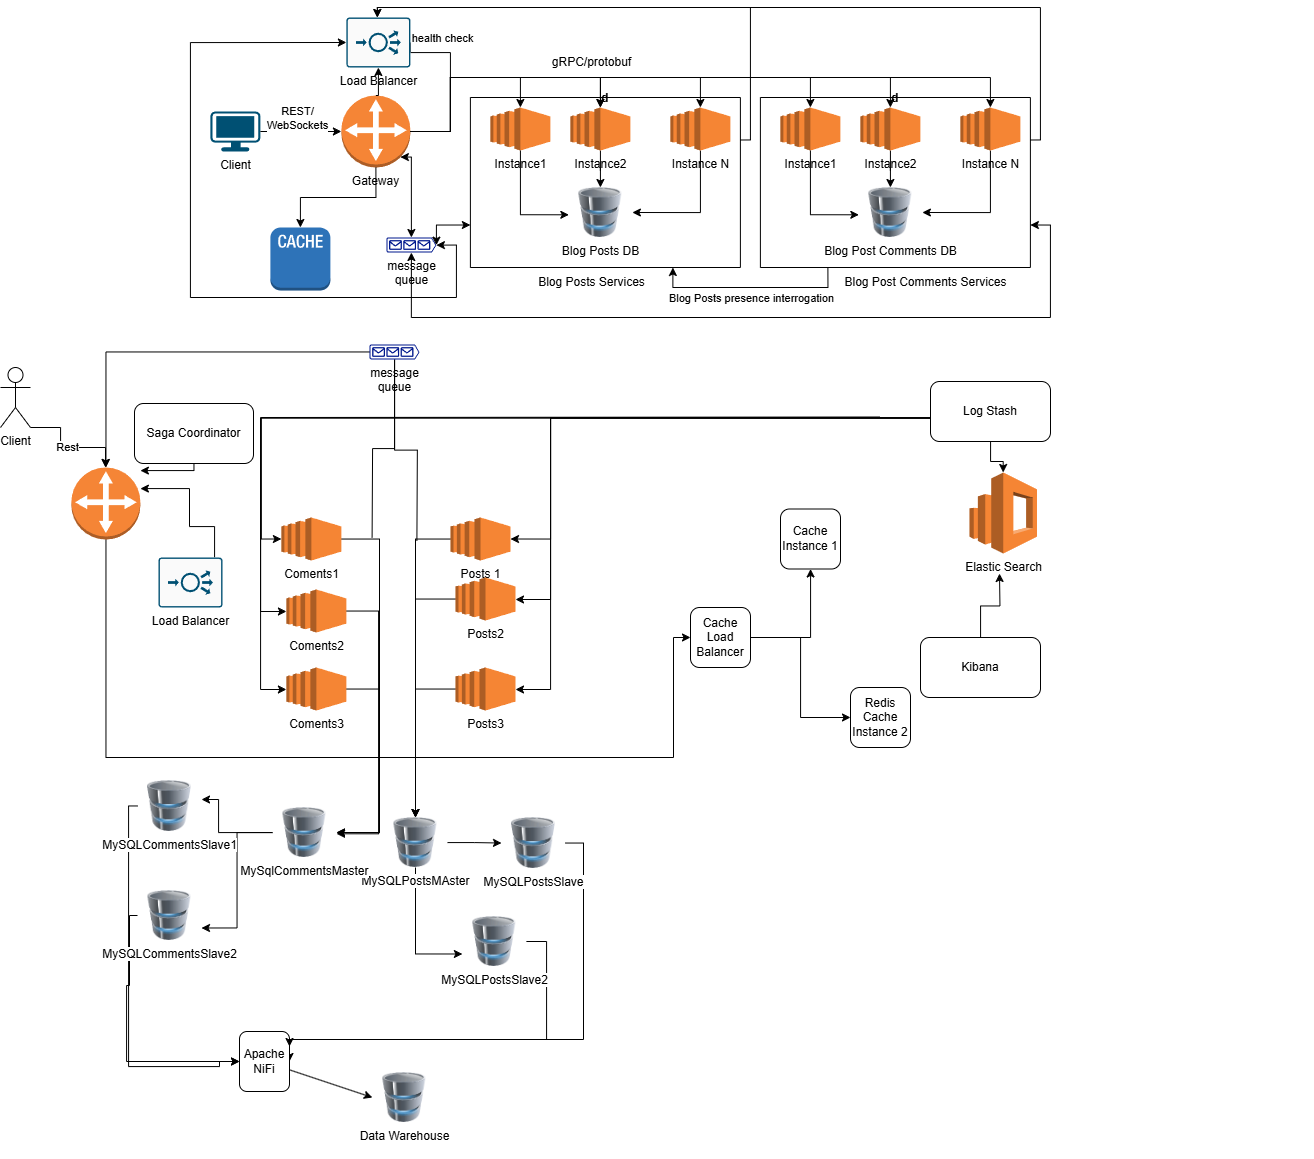 health check
Load Balancer
gRPC/protobuf
REST/
WebSockets
Client
Gateway
CACHE
message
queue
d
Instance1
Instance2
Instance N
Blog Posts DB
Blog Posts Services
d
Instance1
Instance2
Instance N
Blog Post Comments DB
Blog Post Comments Services
Blog Posts presence interrogation
message
queue
Client
Rest
Saga Coordinator
Load Balancer
Coments1
Coments2
Coments3
Posts 1
Posts2
Posts3
Log Stash
Elastic Search
Kibana
Cache
Instance 1
Cache
Load
Balancer
Redis
Cache
Instance 2
MySQLCommentsSlave1
MySqlCommentsMaster
MySQLPostsMAster
MySQLPostsSlave
MySQLCommentsSlave2
MySQLPostsSlave2
Apache
NiFi
Data Warehouse